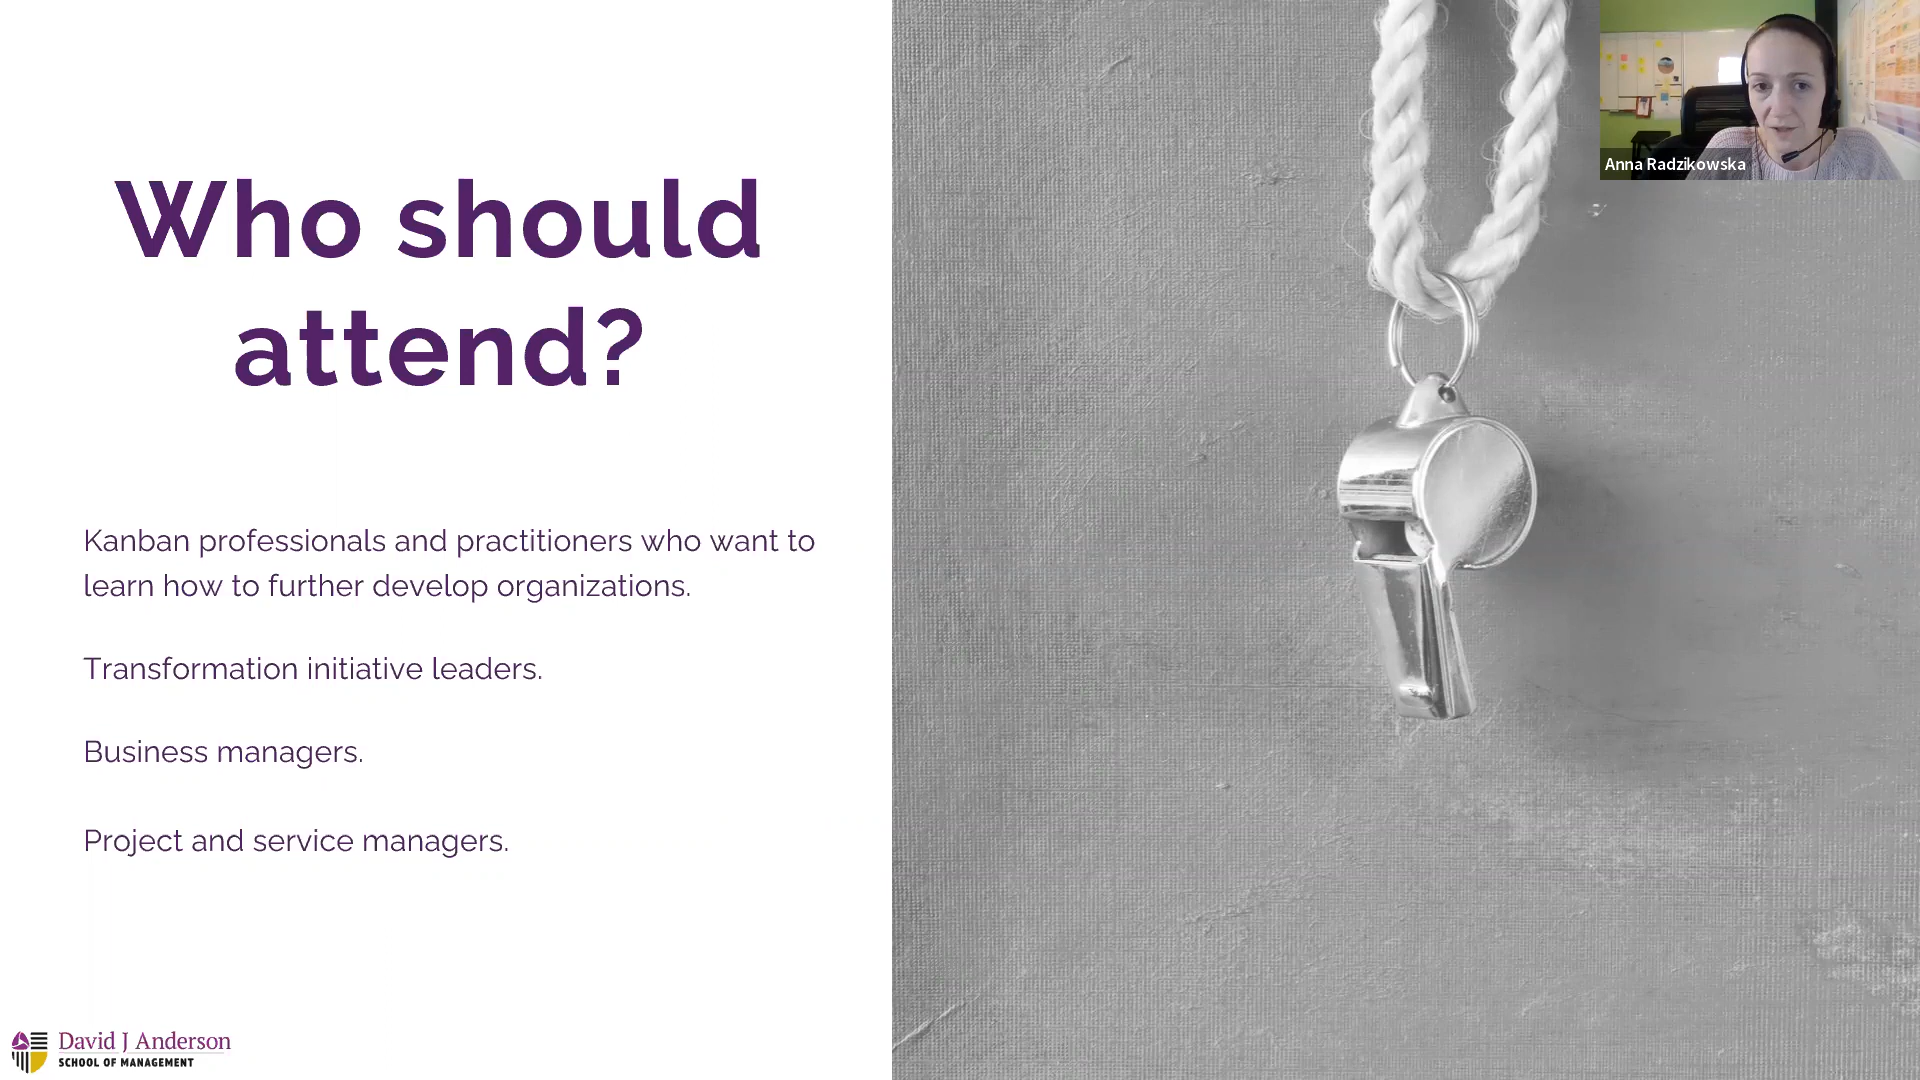 Who should
attend?
Kanban professionals and practitioners who want to
learn how to further develop organizations.
Transformation initiative leaders.
Business managers.
Project and service managers.
David J Anderson
SCHOOL OF MANAGEMENT
Anna Radzikowska